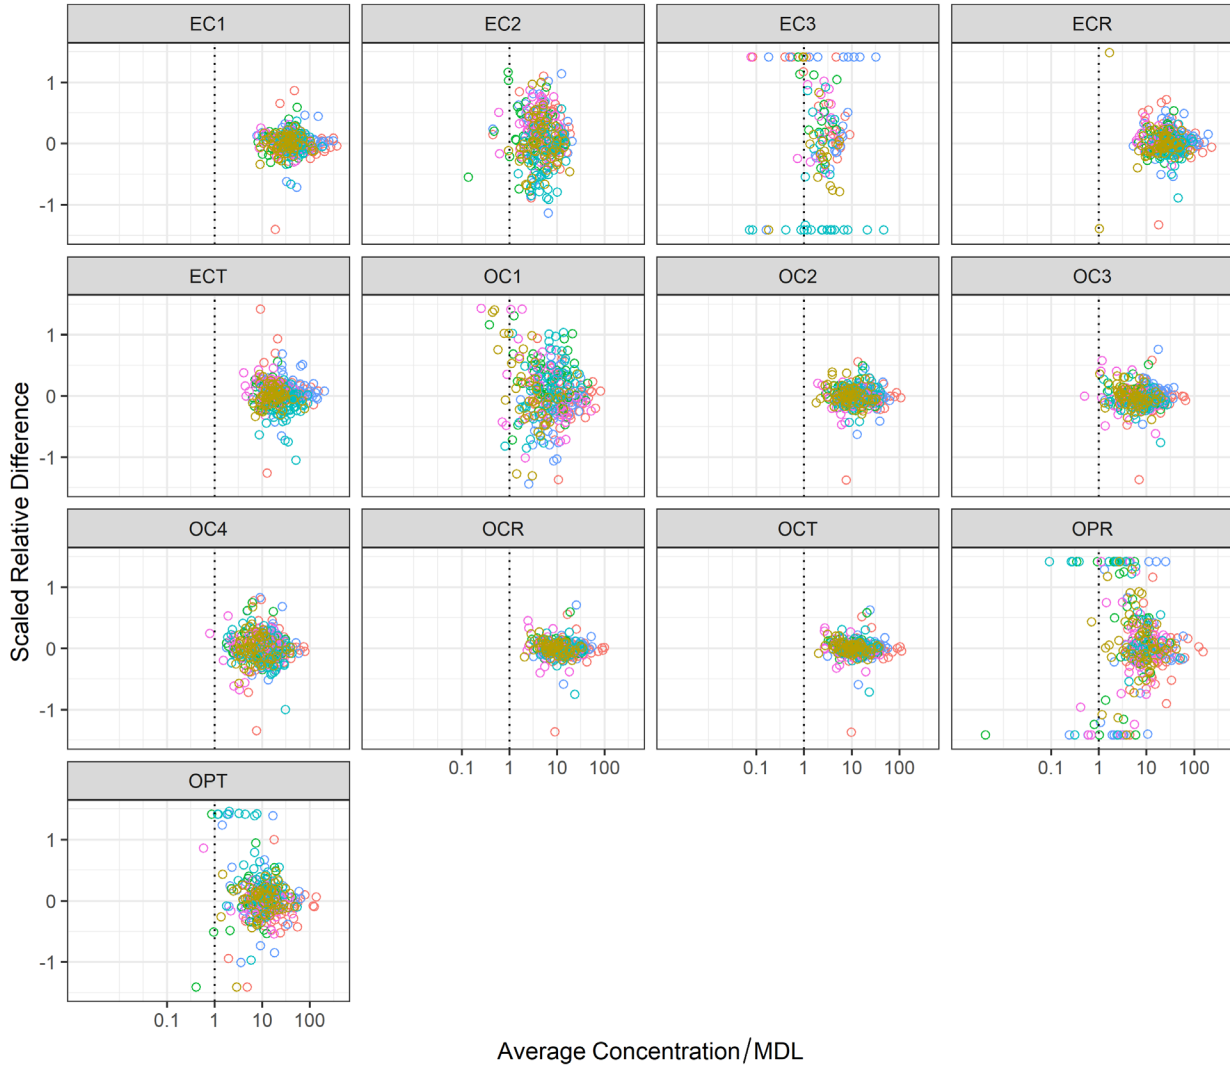 EC1 EC2 EC3 ECR
1
0
-1
ECT OC1 OC2 OC3
1
0
-1
OC4 OCR OCT OPR
1
0
-1
0.1 1 10 100 0.1 1 10 100 0.1 1 10 100
OPT
1
0
-1
0.1 1 10 100
Scaled Relative Difference
Average Concentration/MDL